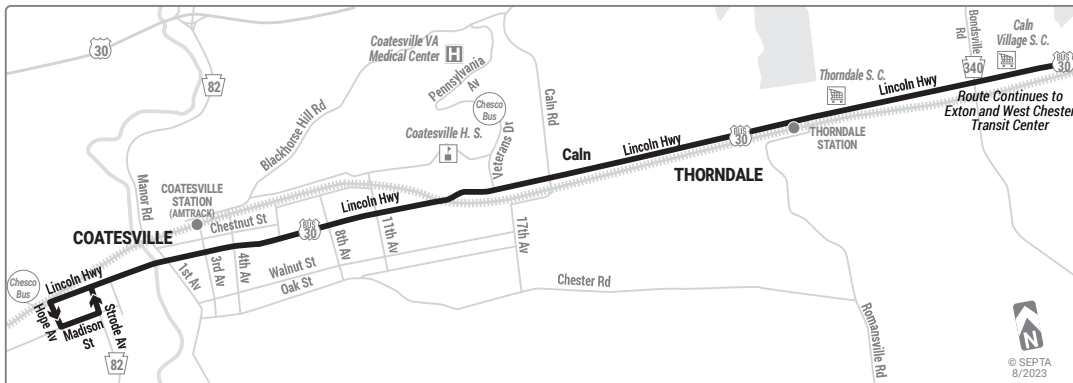 30
82
Coatesville VA
Medical Center
H
Pennsylvania
Av
Chesco
Bus
Blackhorse Hill Rd
Coatesville H. S.
Veterans Dr
Caln Rd
Bondsville
Rd
340
Caln
Village S. C.
BUS
30
Thorndale S. C.
Lincoln Hwy
Route Continues to
Exton and West Chester
Transit Center
THORNDALE
STATION
BUS
30
Lincoln Hwy
Caln
THORNDALE
Manor Rd
COATESVILLE
STATION
(AMTRACK)
Chestnut St
Lincoln Hwy
BUS
30
COATESVILLE
1st Av
3rd Av
4th Av
8th Av
11th Av
17th Av
Walnut St
Oak St
Chester Rd
Romansville Rd
Chesco
Bus
Lincoln Hwy
Hope Av
Madison
St
Strode Av
82
N
© SEPTA
8/2023